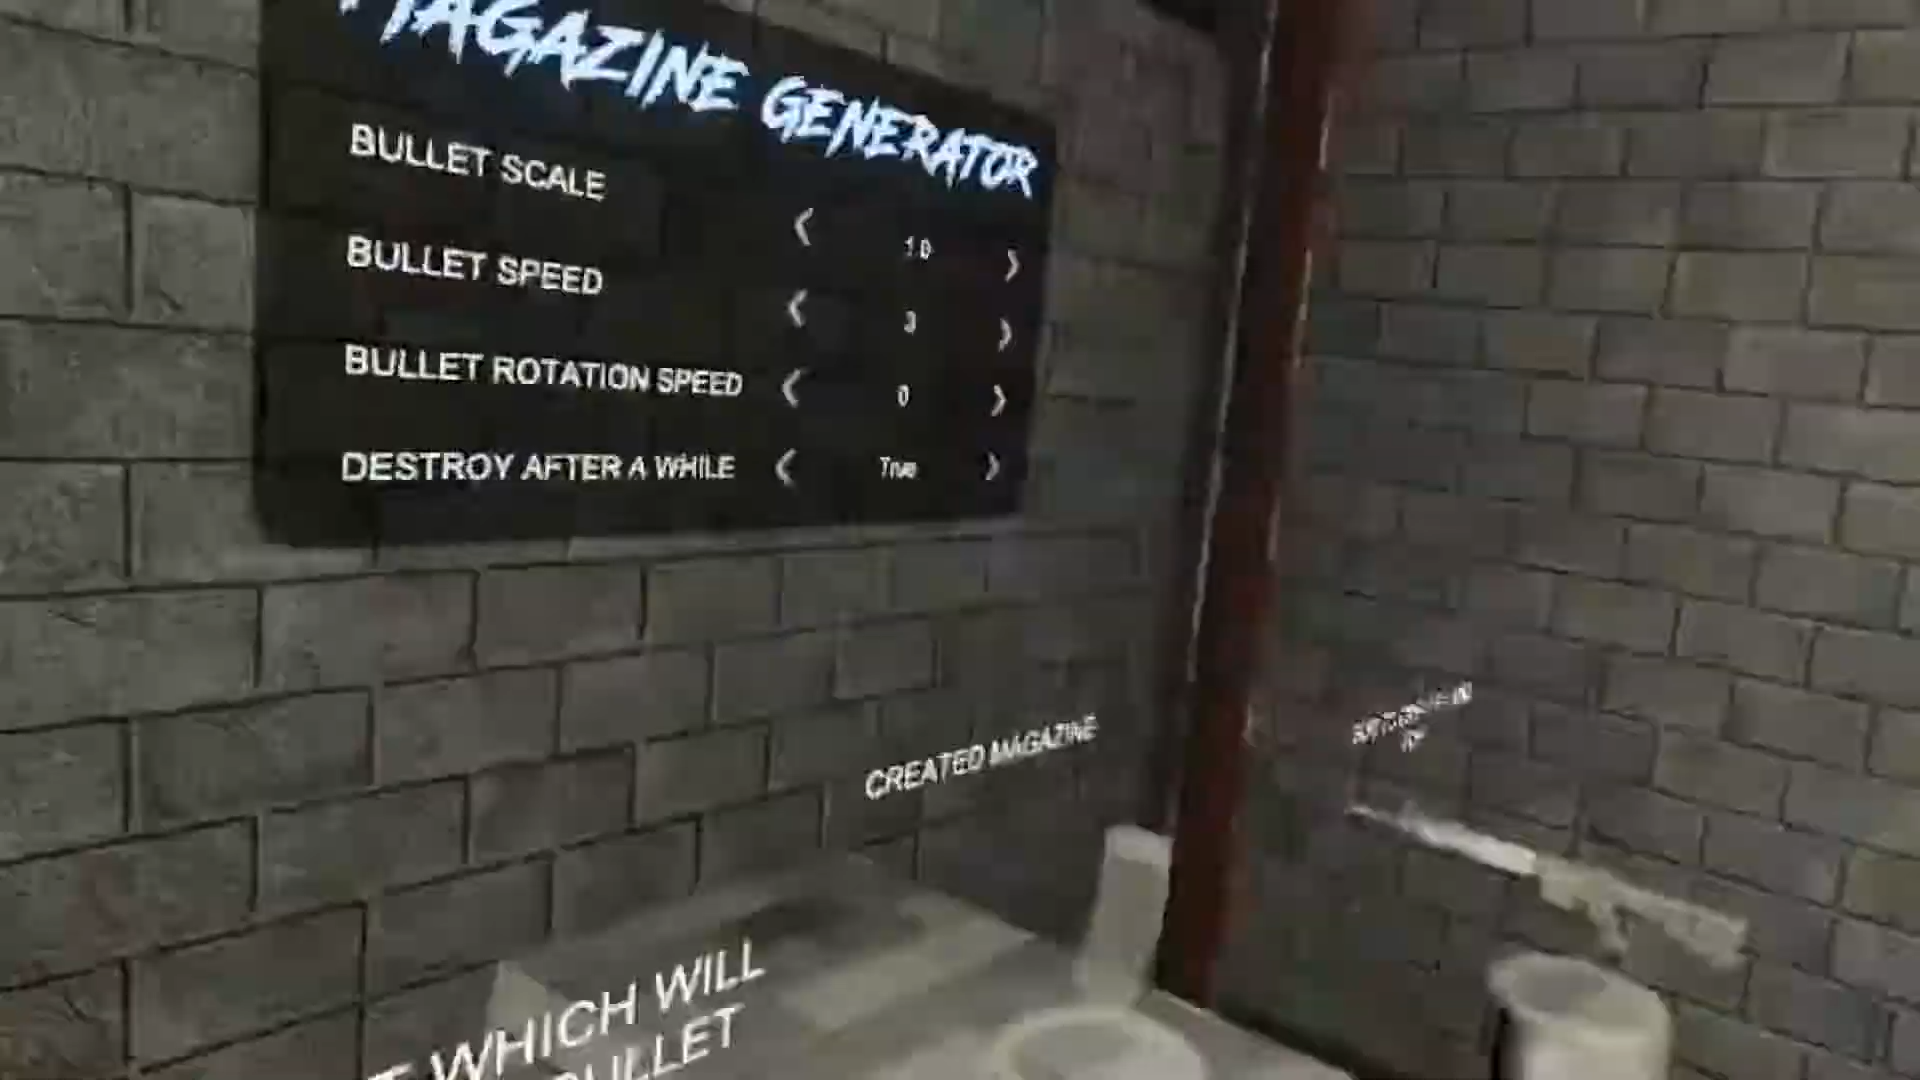 MAGAZINE GENERATOR
BULLET SCALE < 1.0 >
BULLET SPEED < 3 >
BULLET ROTATION SPEED < 0 >
DESTROY AFTER A WHILE < True >
CREATED MAGAZINE
WHICH WILL
BULLET